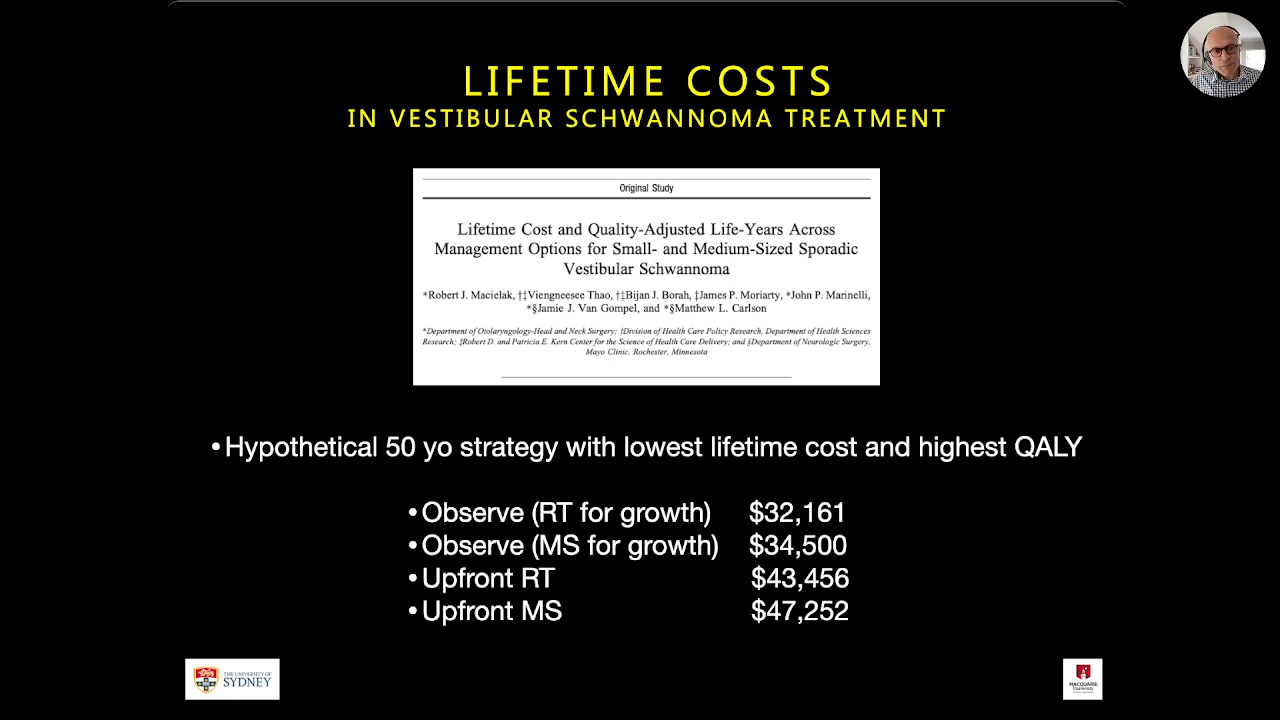 LIFETIME COSTS
IN VESTIBULAR SCHWANNOMA TREATMENT
Original Study
Lifetime Cost and Quality-Adjusted Life-Years Across
Management Options for Small- and Medium-Sized Sporadic
Vestibular Schwannoma
*Robert J. Macielak, †‡Viengneesee Thao, †‡Bijan J. Borah, ‡James P. Moriarty, *John P. Marinelli,
*§Jamie J. Van Gompel, and *§Matthew L. Carlson
*Department of Otolaryngology-Head and Neck Surgery; †Division of Health Care Policy Research, Department of Health Sciences
Research; ‡Robert D. and Patricia E. Kern Center for the Science of Health Care Delivery; and §Department of Neurologic Surgery,
Mayo Clinic, Rochester, Minnesota
• Hypothetical 50 yo strategy with lowest lifetime cost and highest QALY
• Observe (RT for growth) $32,161
• Observe (MS for growth) $34,500
• Upfront RT $43,456
• Upfront MS $47,252
THE UNIVERSITY OF
SYDNEY
MACQUARIE
University